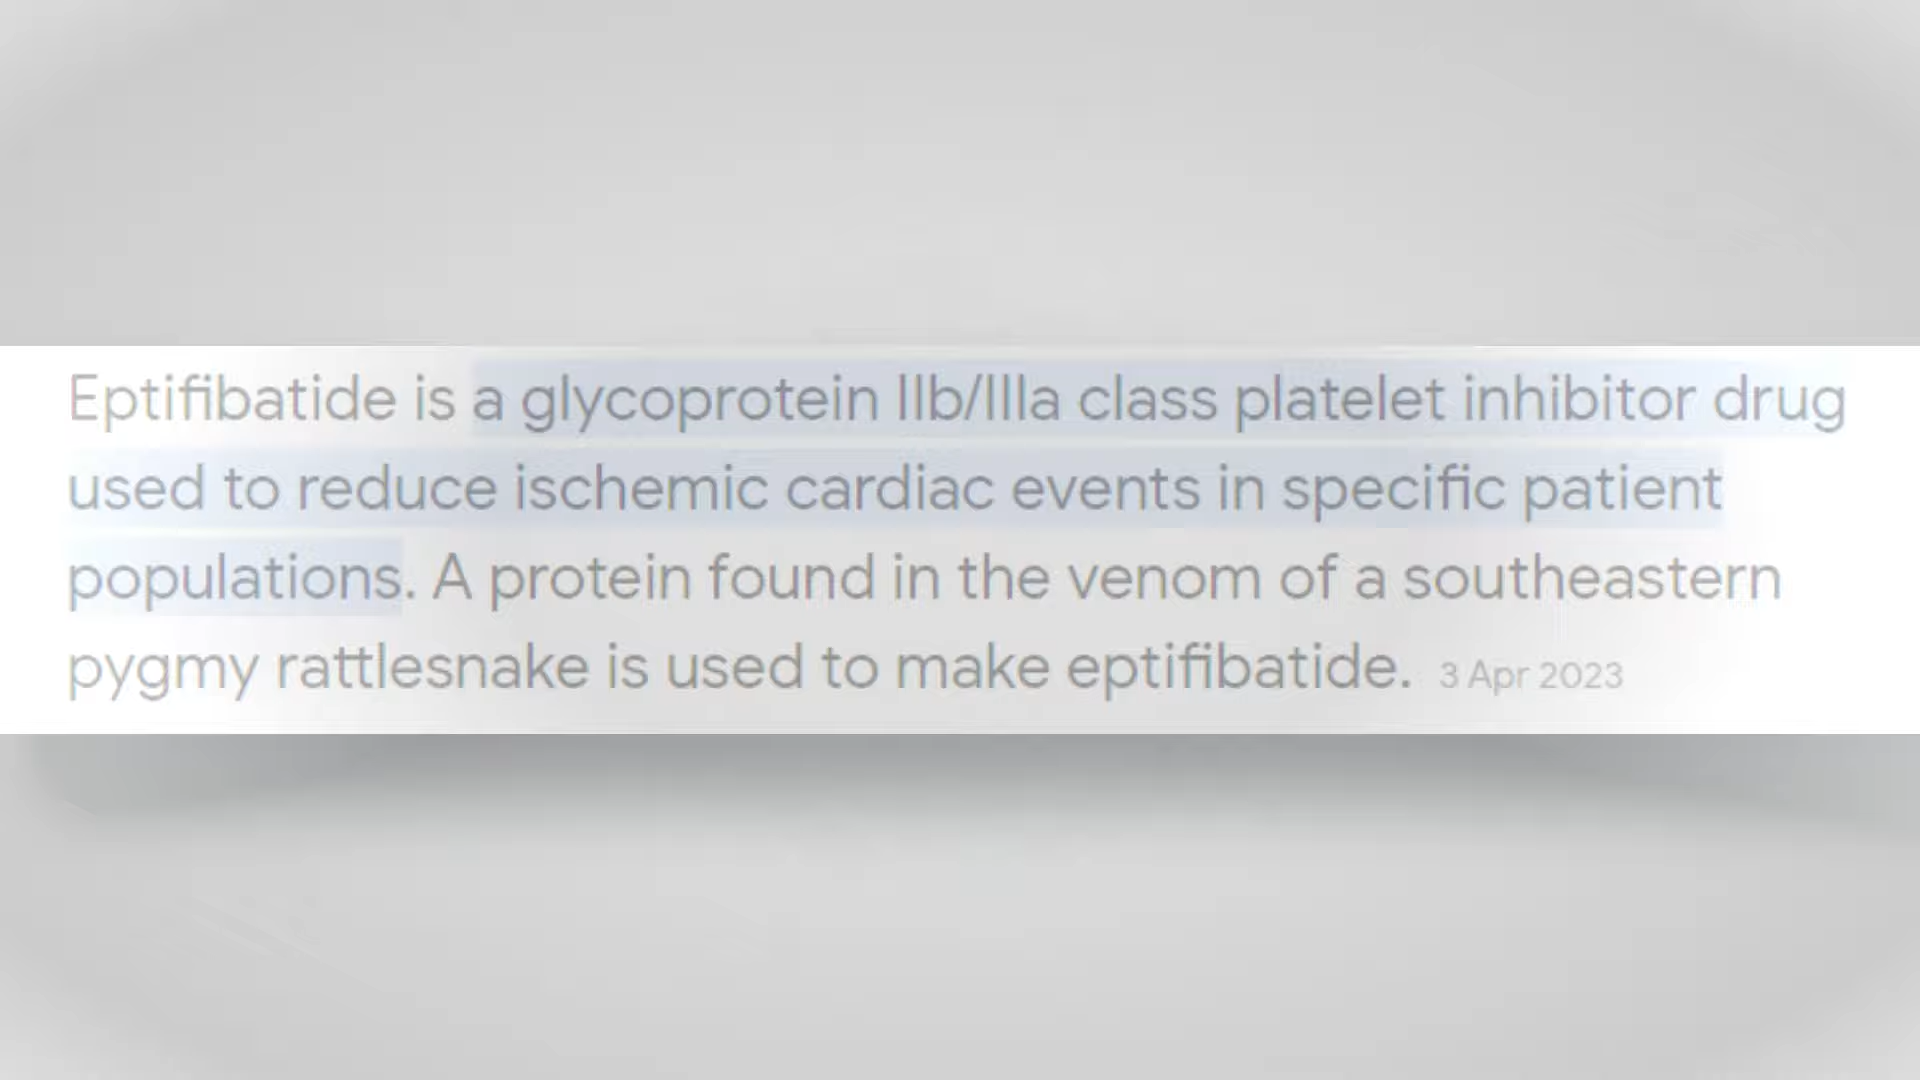 Eptifibatide is a glycoprotein IIb/IIIa class platelet inhibitor drug
used to reduce ischemic cardiac events in specific patient
populations. A protein found in the venom of a southeastern
pygmy rattlesnake is used to make eptifibatide. 3 Apr 2023